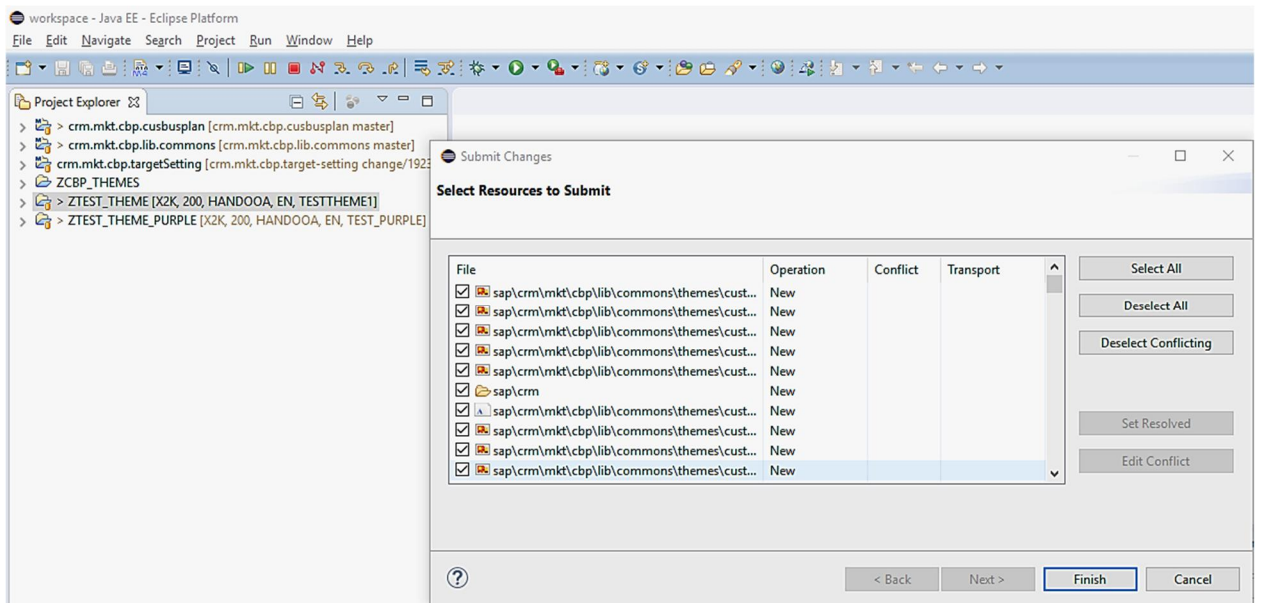 workspace - Java EE - Eclipse Platform
File Edit Navigate Search Project Run Window Help
Project Explorer
> crm.mkt.cbp.cusbusplan [crm.mkt.cbp.cusbusplan master]
> crm.mkt.cbp.lib.commons [crm.mkt.cbp.lib.commons master]
crm.mkt.cbp.targetSetting [crm.mkt.cbp.target-setting change/1923
ZCBP_THEMES
> ZTEST_THEME [X2K, 200, HANDOOA, EN, TESTTHEME1]
> ZTEST_THEME_PURPLE [X2K, 200, HANDOOA, EN, TEST_PURPLE]
Submit Changes
Select Resources to Submit
File Operation Conflict Transport
sap\crm\mkt\cbp\lib\commons\themes\cust... New
sap\crm\mkt\cbp\lib\commons\themes\cust... New
sap\crm\mkt\cbp\lib\commons\themes\cust... New
sap\crm\mkt\cbp\lib\commons\themes\cust... New
sap\crm\mkt\cbp\lib\commons\themes\cust... New
sap\crm New
sap\crm\mkt\cbp\lib\commons\themes\cust... New
sap\crm\mkt\cbp\lib\commons\themes\cust... New
sap\crm\mkt\cbp\lib\commons\themes\cust... New
sap\crm\mkt\cbp\lib\commons\themes\cust... New
Select All
Deselect All
Deselect Conflicting
Set Resolved
Edit Conflict
? < Back Next > Finish Cancel